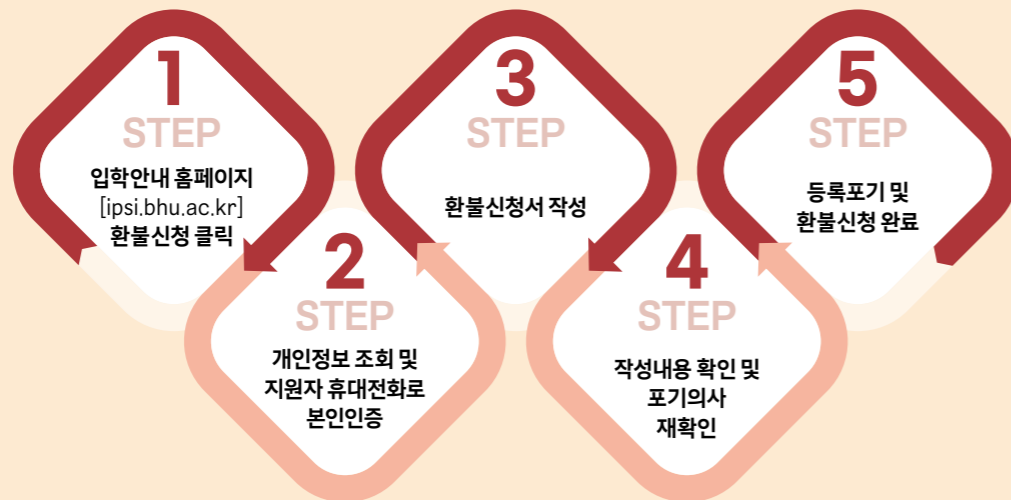 1
STEP
입학안내 홈페이지
[ipsi.bhu.ac.kr]
환불신청 클릭
2
STEP
개인정보 조회 및
지원자 휴대전화로
본인인증
3
STEP
환불신청서 작성
4
STEP
작성내용 확인 및
포기의사
재확인
5
STEP
등록포기 및
환불신청 완료